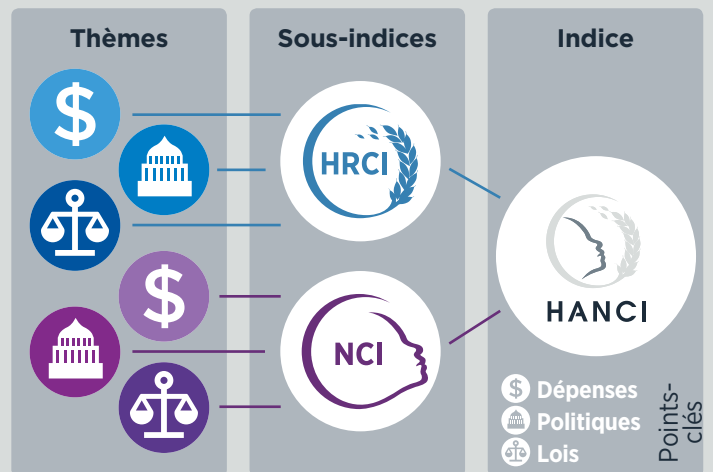 Thèmes
Sous-indices
Indice
HRCI
NCI
HANCI
Dépenses
Politiques
Lois
Points-
clés